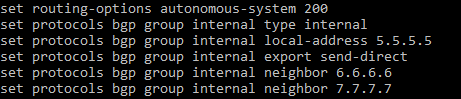 set routing-options autonomous-system 200
set protocols bgp group internal type internal
set protocols bgp group internal local-address 5.5.5.5
set protocols bgp group internal export send-direct
set protocols bgp group internal neighbor 6.6.6.6
set protocols bgp group internal neighbor 7.7.7.7